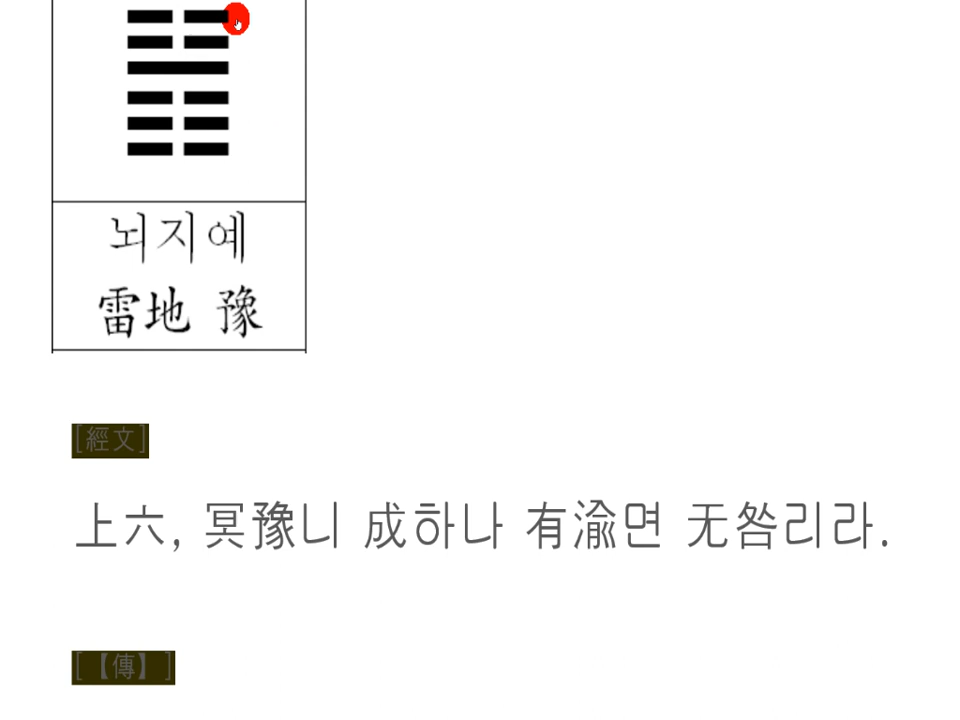 뇌지예
雷地 豫
[經文]
上六, 冥豫니 成하나 有渝면 无咎리라.
[【傳】]